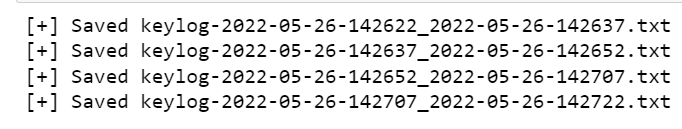 [+] Saved keylog-2022-05-26-142622_2022-05-26-142637.txt
[+] Saved keylog-2022-05-26-142637_2022-05-26-142652.txt
[+] Saved keylog-2022-05-26-142652_2022-05-26-142707.txt
[+] Saved keylog-2022-05-26-142707_2022-05-26-142722.txt